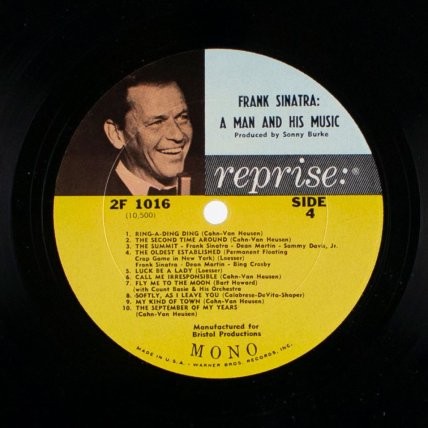 FRANK SINATRA:
A MAN AND HIS MUSIC
Produced by Sonny Burke
reprise:®
2F 1016
(10,500)
SIDE
4
1. RING-A-DING DING (Cahn-Van Heusen)
2. THE SECOND TIME AROUND (Cahn-Van Heusen)
3. THE SUMMIT - Frank Sinatra - Dean Martin - Sammy Davis, Jr.
4. THE OLDEST ESTABLISHED (Permanent Floating
Crap Game in New York) (Loesser)
Frank Sinatra - Dean Martin - Bing Crosby
5. LUCK BE A LADY (Loesser)
6. CALL ME IRRESPONSIBLE (Cahn-Van Heusen)
7. FLY ME TO THE MOON (Bart Howard)
with Count Basie & His Orchestra
8. SOFTLY, AS I LEAVE YOU (Calabrese-DeVita-Shaper)
9. MY KIND OF TOWN (Cahn-Van Heusen)
10. THE SEPTEMBER OF MY YEARS
(Cahn-Van Heusen)
Manufactured for
Bristol Productions
MONO
MADE IN U.S.A. - WARNER BROS. RECORDS, INC.